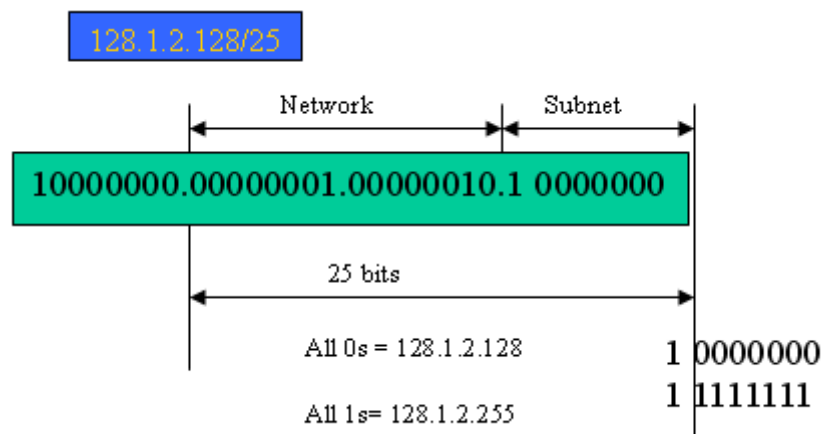 128.1.2.128/25
Network Subnet
10000000.00000001.00000010.1 0000000
25 bits
All 0s = 128.1.2.128 1 0000000
1 1111111
All 1s= 128.1.2.255